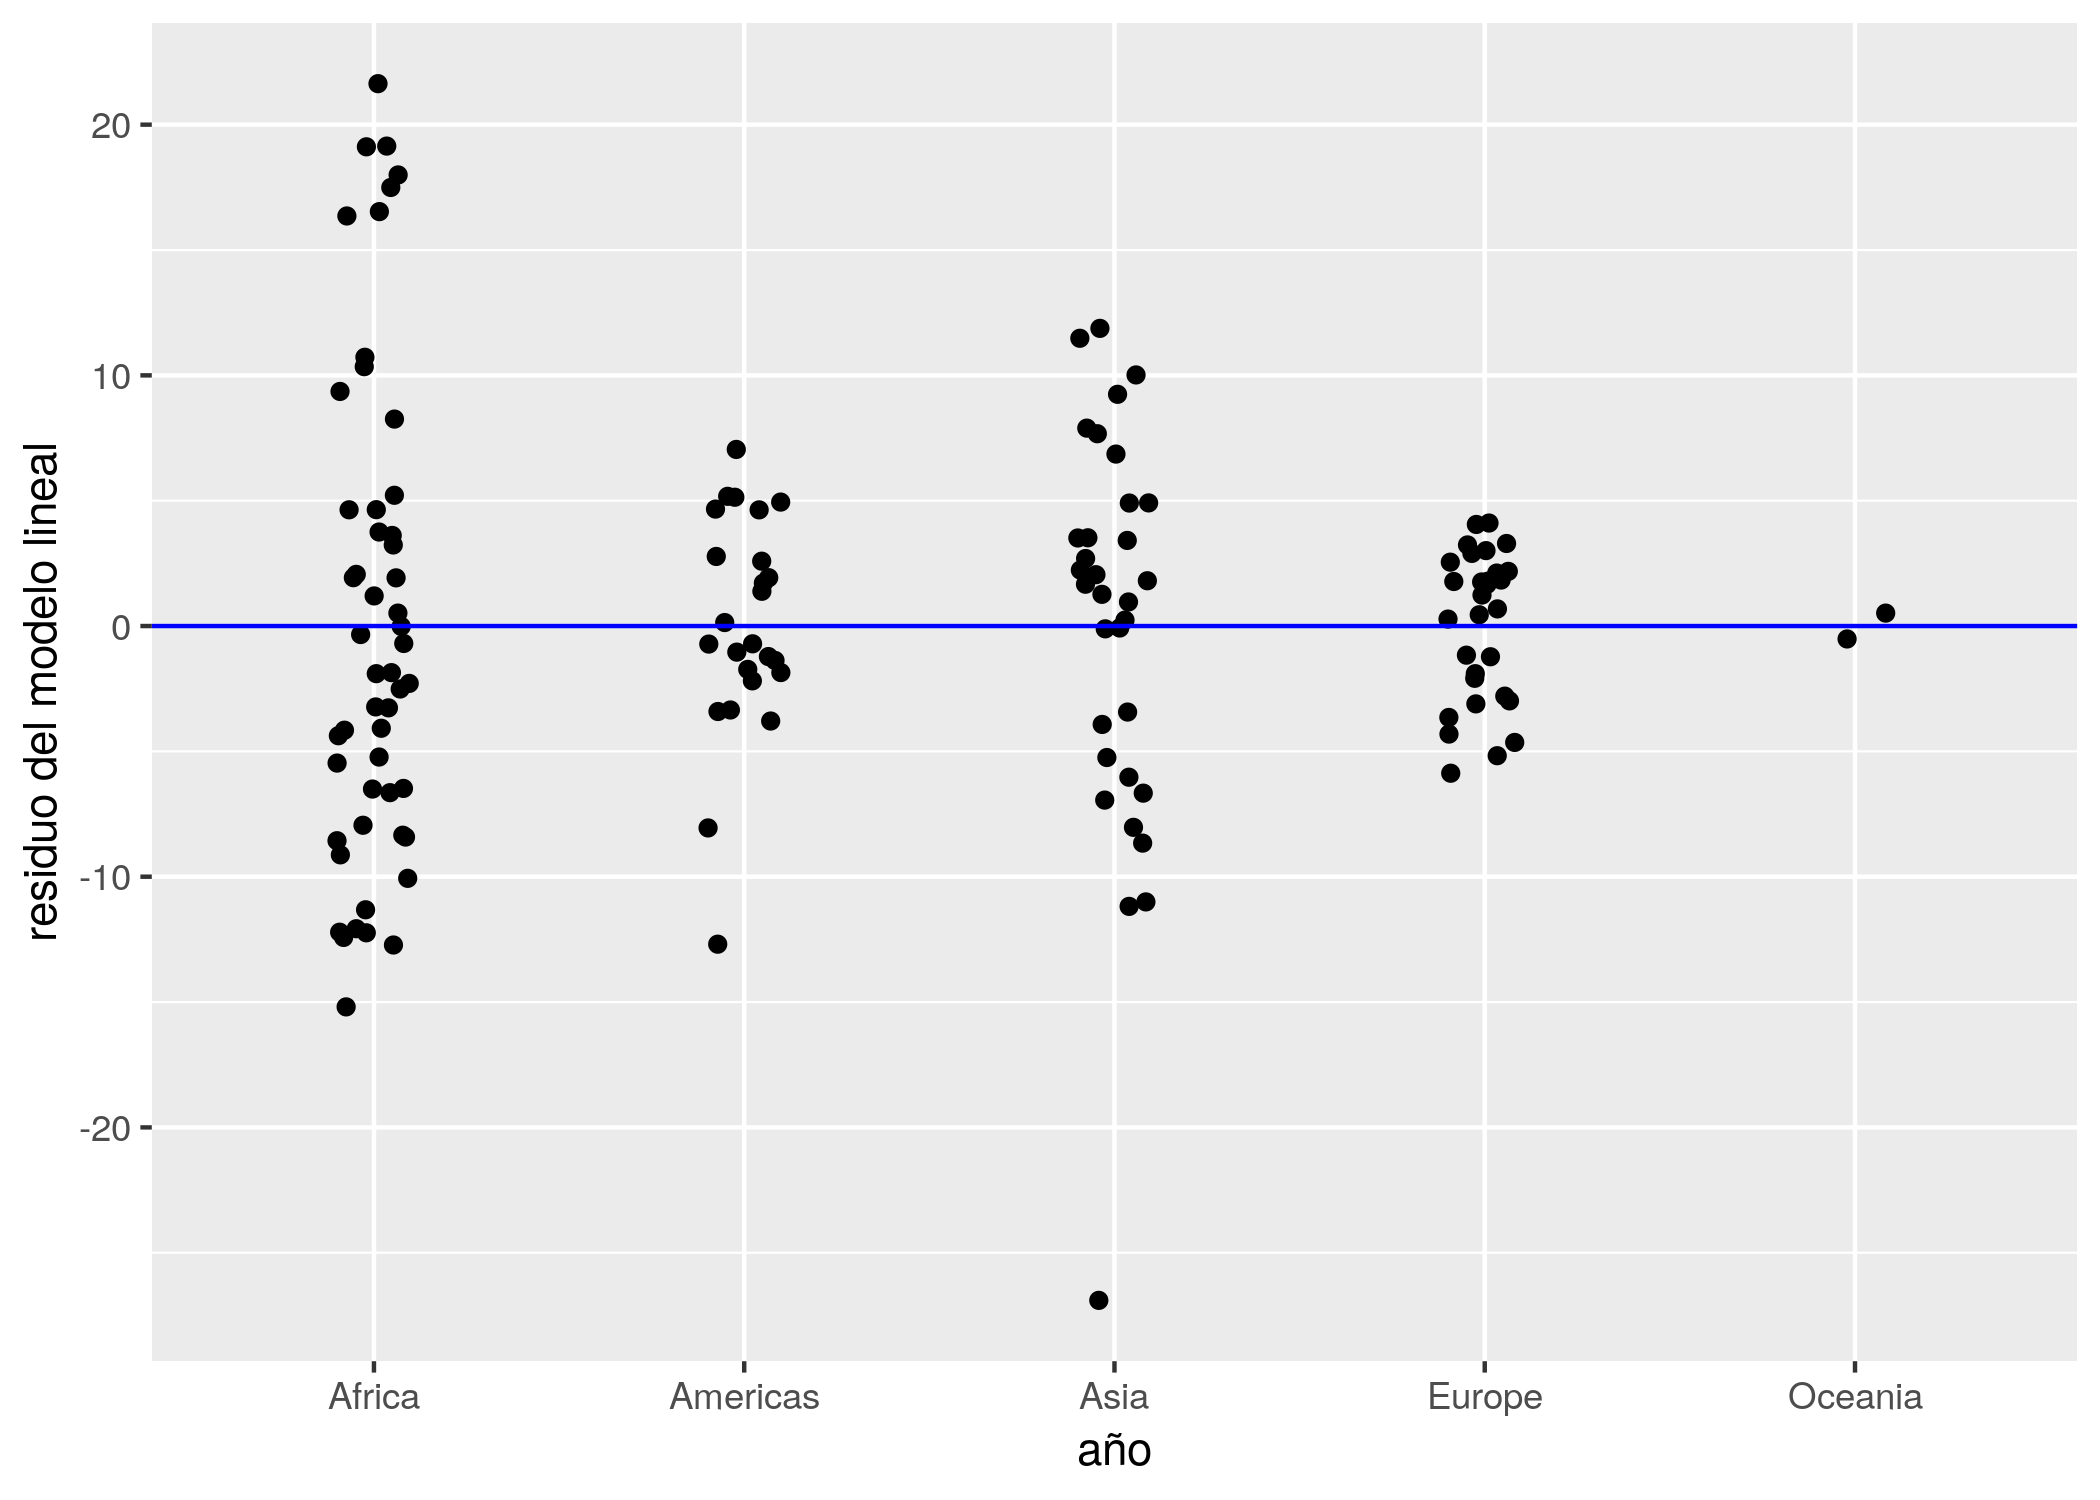 residuo del modelo lineal
20
10
0
-10
-20
Africa
Americas
Asia
Europe
Oceania
año